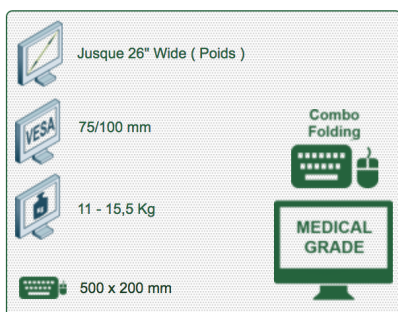 Jusque 26" Wide ( Poids )
VESA
75/100 mm
Combo
Folding
KG
11 - 15,5 Kg
MEDICAL
GRADE
500 x 200 mm